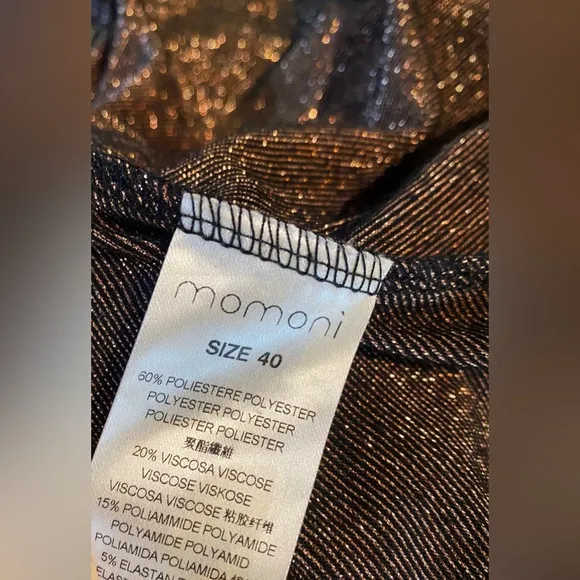 momoni
SIZE 40
60% POLIESTERE POLYESTER
POLYESTER POLYESTER
POLIESTER POLIESTER
聚酯纖維
20% VISCOSA VISCOSE
VISCOSE VISKOSE
VISCOSA VISCOSE 粘胶纤维
15% POLIAMMIDE POLYAMIDE
POLYAMIDE POLYAMID
POLIAMIDA POLIAMIDA
5% ELASTAN